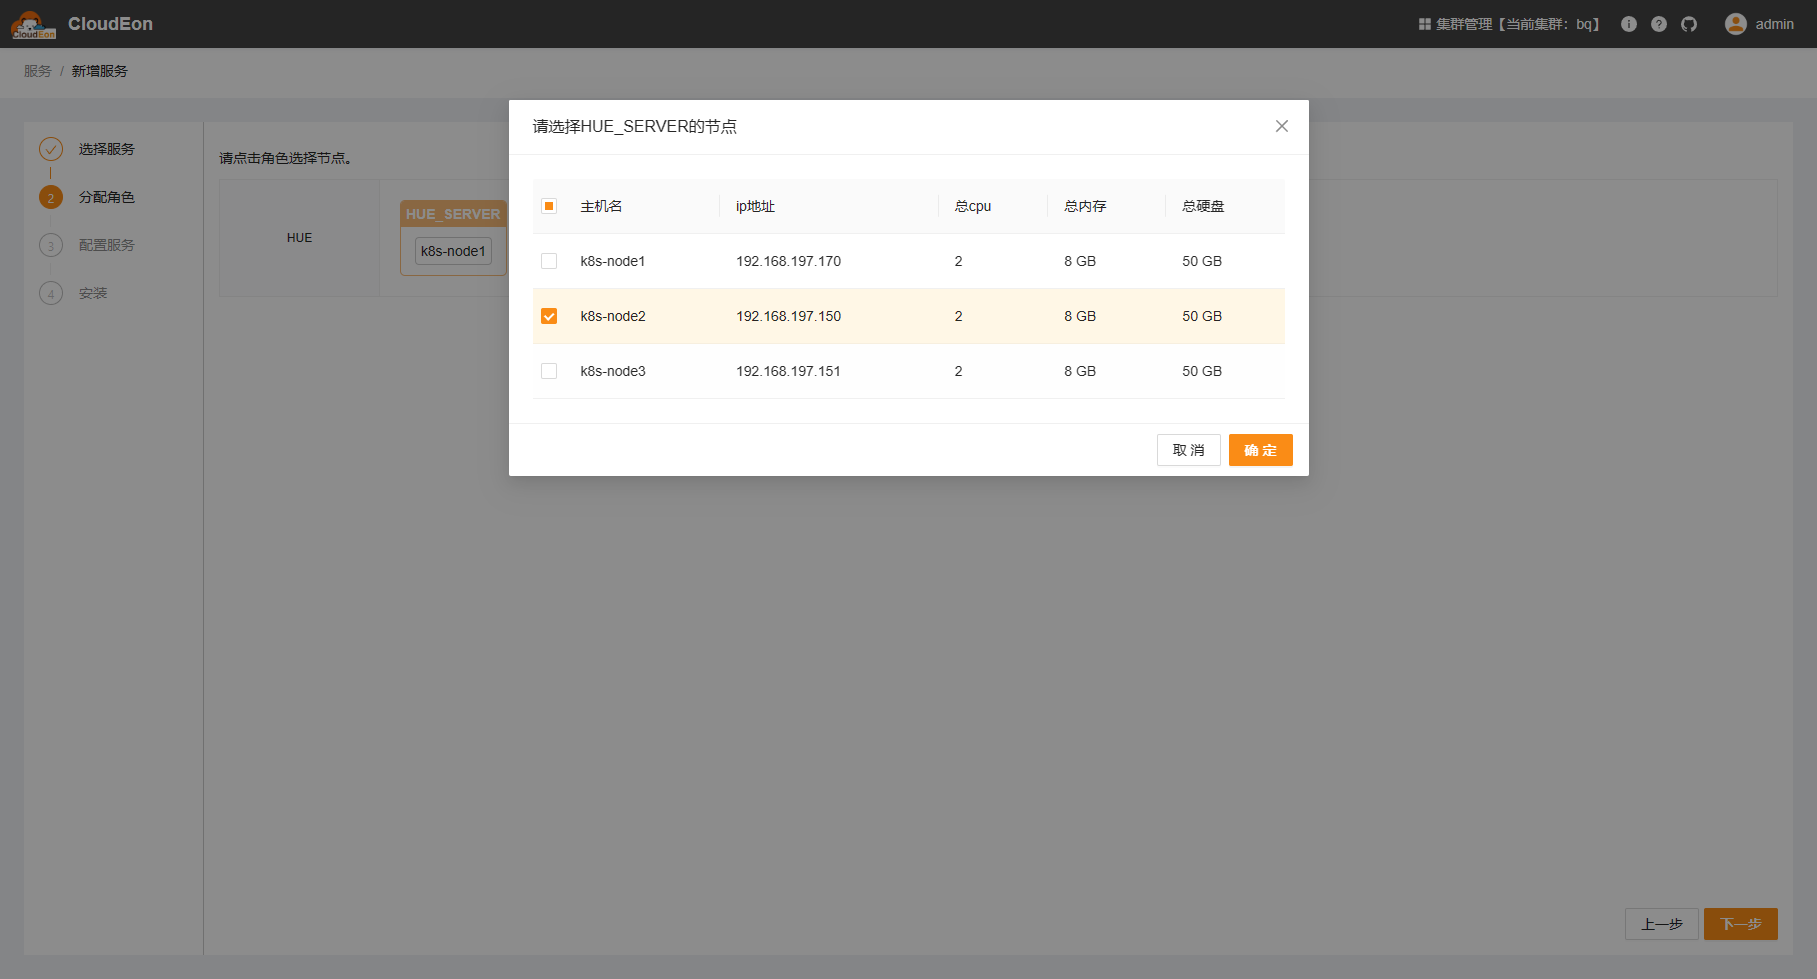 CloudEon
CloudEon
集群管理【当前集群：bq】
admin
服务 / 新增服务
选择服务
2 分配角色
3 配置服务
4 安装
请点击角色选择节点。
HUE
HUE_SERVER
k8s-node1
请选择HUE_SERVER的节点
主机名 ip地址 总cpu 总内存 总硬盘
k8s-node1 192.168.197.170 2 8 GB 50 GB
k8s-node2 192.168.197.150 2 8 GB 50 GB
k8s-node3 192.168.197.151 2 8 GB 50 GB
取 消 确 定
上一步 下一步